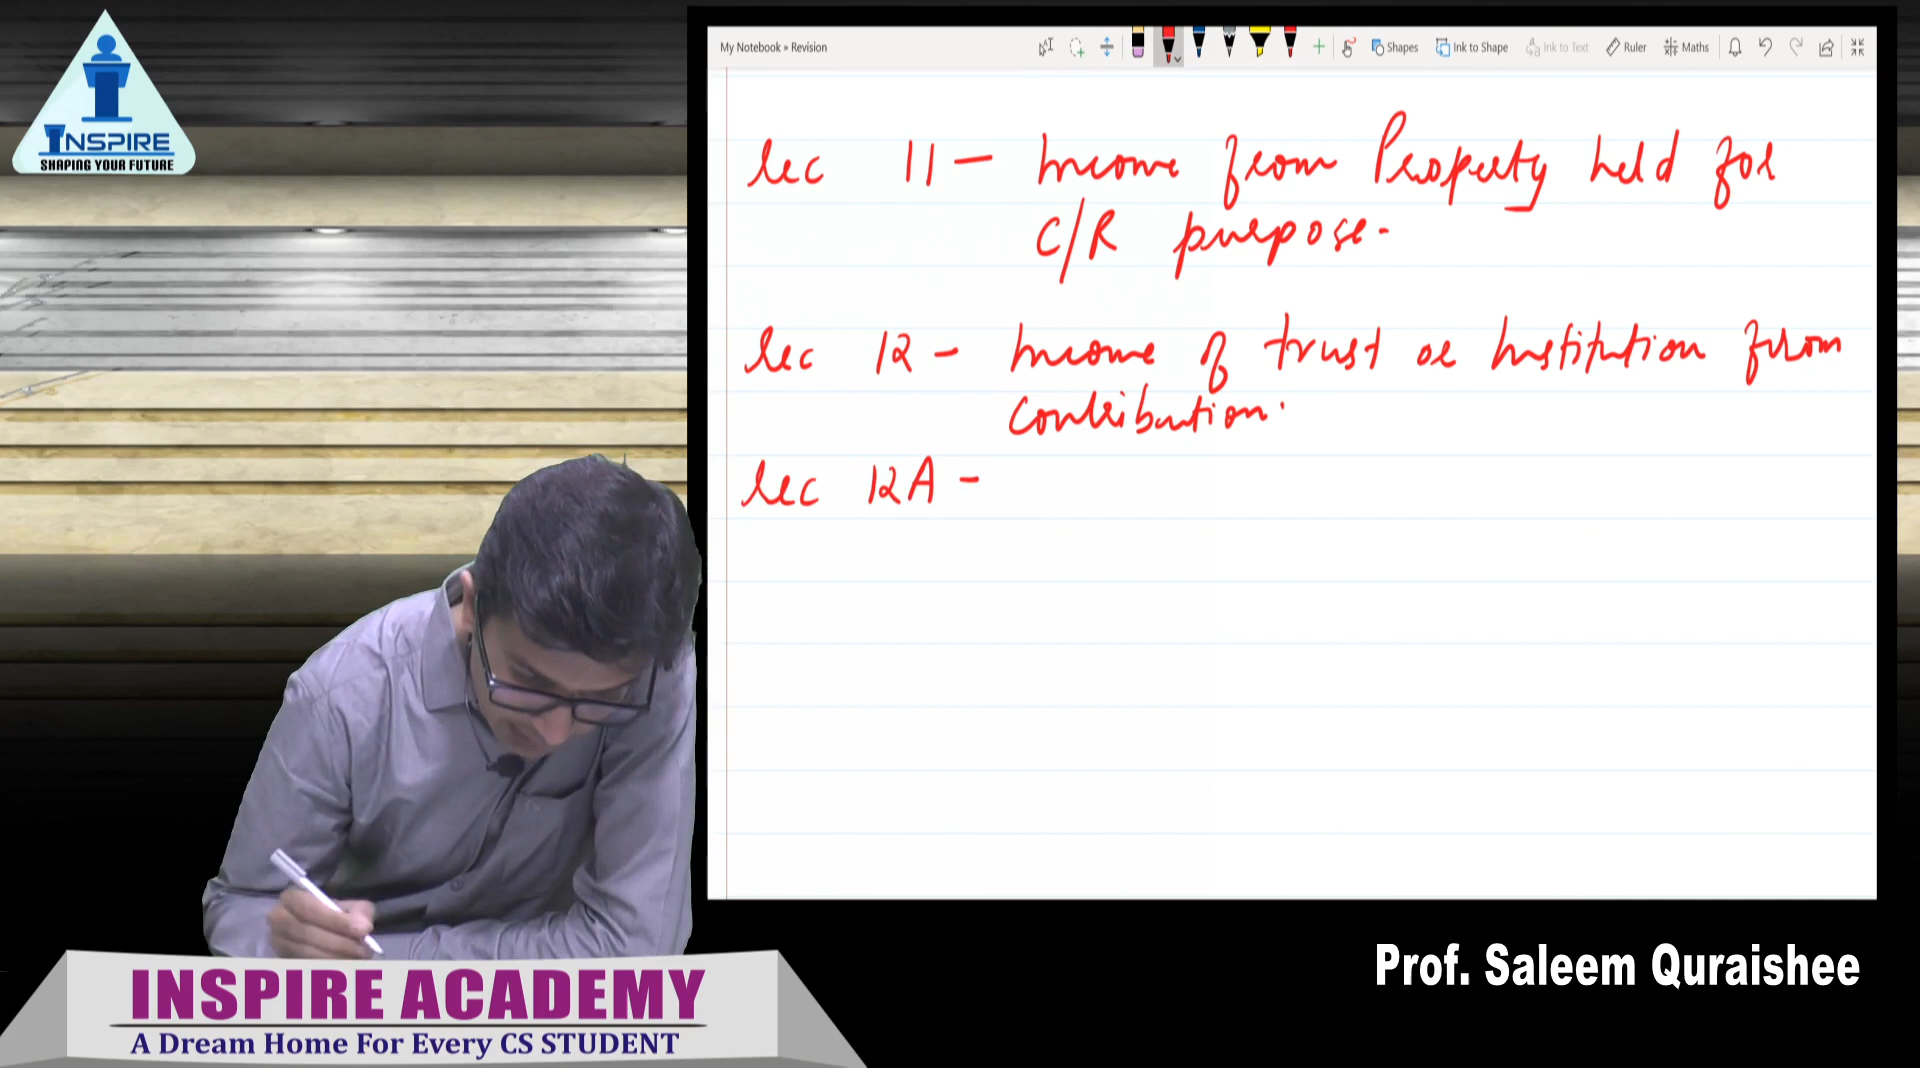 INSPIRE
SHAPING YOUR FUTURE
My Notebook » Revision
Shapes
Ink to Shape
Ink to Text
Ruler
Maths
Sec 11 - Income from Property held for
C/R purpose.
Sec 12 - Income of trust or Institution from
contribution.
Sec 12A -
INSPIRE ACADEMY
A Dream Home For Every CS STUDENT
Prof. Saleem Quraishee